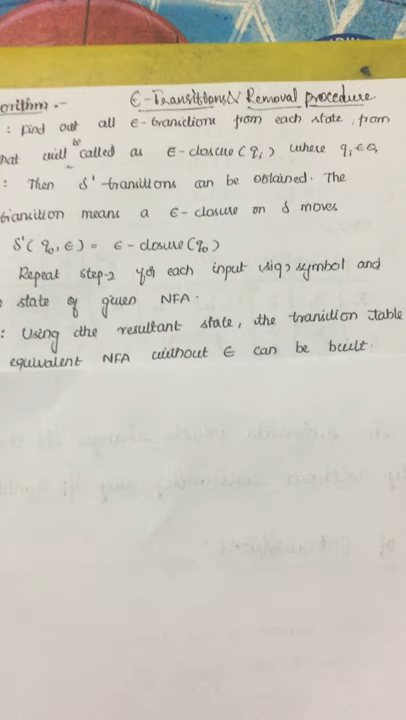 ε-Transitions Removal procedure
orithm :-
: Find out all ε-transitions from each state from
hat will be called as ε-closure (qi) where qi ∈ Q
: Then δ'-transitions can be obtained. The
transition means a ε-closure on δ moves
δ'(q0, ε) = ε-closure(q0)
Repeat step-2 for each input symbol and
state of given NFA.
: Using the resultant state, the transition table
equivalent NFA without ε can be built.